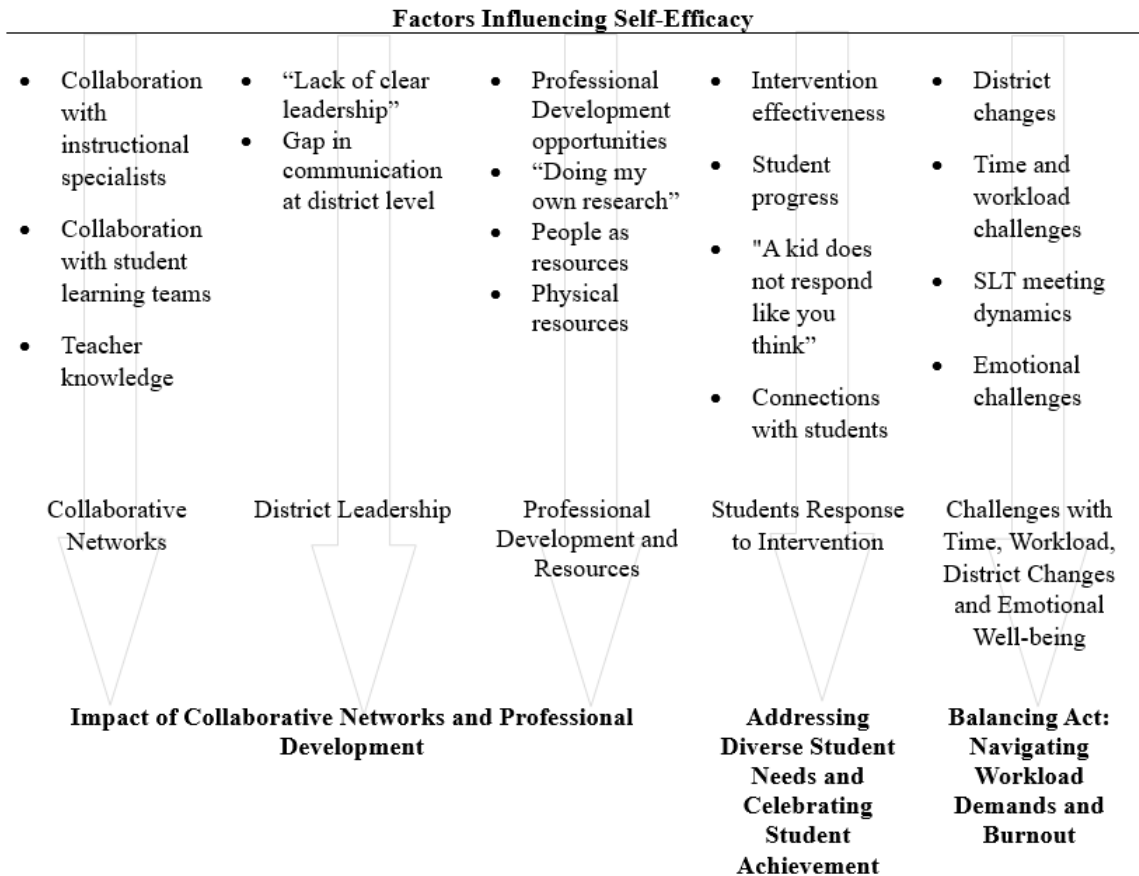 Factors Influencing Self-Efficacy
• Collaboration
with
instructional
specialists
• Collaboration
with student
learning teams
• Teacher
knowledge
• “Lack of clear
leadership”
• Gap in
communication
at district level
• Professional
Development
opportunities
• “Doing my
own research”
• People as
resources
• Physical
resources
• Intervention
effectiveness
• Student
progress
• "A kid does
not respond
like you
think”
• Connections
with students
• District
changes
• Time and
workload
challenges
• SLT meeting
dynamics
• Emotional
challenges
Collaborative
Networks
District Leadership
Professional
Development and
Resources
Students Response
to Intervention
Challenges with
Time, Workload,
District Changes
and Emotional
Well-being
Impact of Collaborative Networks and Professional
Development
Addressing
Diverse Student
Needs and
Celebrating
Student
Achievement
Balancing Act:
Navigating
Workload
Demands and
Burnout